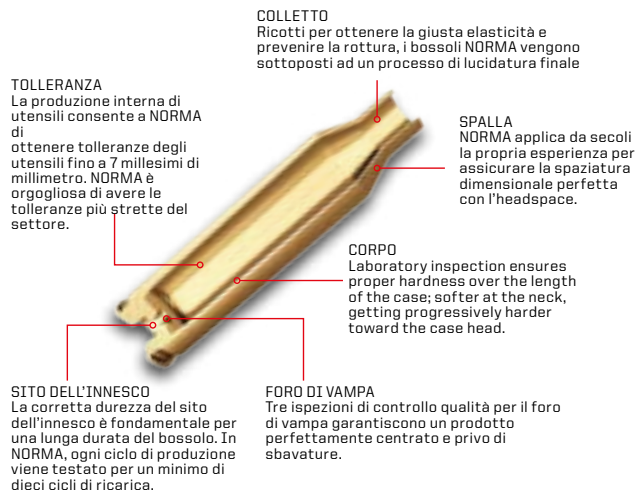 COLLETTO
Ricotti per ottenere la giusta elasticità e
prevenire la rottura, i bossoli NORMA vengono
sottoposti ad un processo di lucidatura finale
TOLLERANZA
La produzione interna di
utensili consente a NORMA
di
ottenere tolleranze degli
utensili fino a 7 millesimi di
millimetro. NORMA è
orgogliosa di avere le
tolleranze più strette del
settore.
SPALLA
NORMA applica da secoli
la propria esperienza per
assicurare la spaziatura
dimensionale perfetta
con l'headspace.
CORPO
Laboratory inspection ensures
proper hardness over the length
of the case; softer at the neck,
getting progressively harder
toward the case head.
SITO DELL'INNESCO
La corretta durezza del sito
dell'innesco è fondamentale per
una lunga durata del bossolo. In
NORMA, ogni ciclo di produzione
viene testato per un minimo di
dieci cicli di ricarica.
FORO DI VAMPA
Tre ispezioni di controllo qualità per il foro
di vampa garantiscono un prodotto
perfettamente centrato e privo di
sbavature.